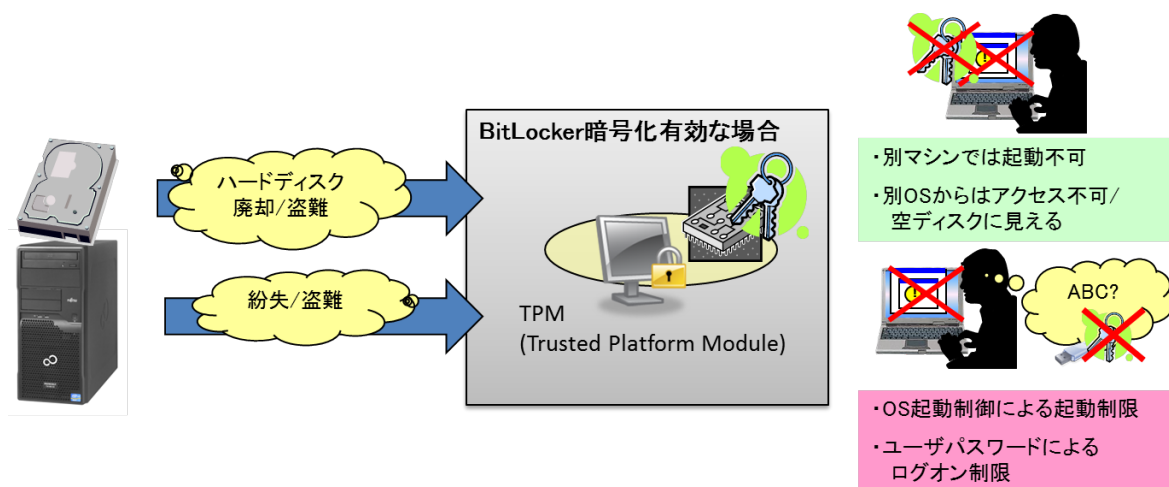 BitLocker暗号化有効な場合
ハードディスク
廃却/盗難
紛失/盗難
TPM
(Trusted Platform Module)
・別マシンでは起動不可
・別OSからはアクセス不可/
空ディスクに見える
ABC?
・OS起動制御による起動制限
・ユーザパスワードによる
ログオン制限